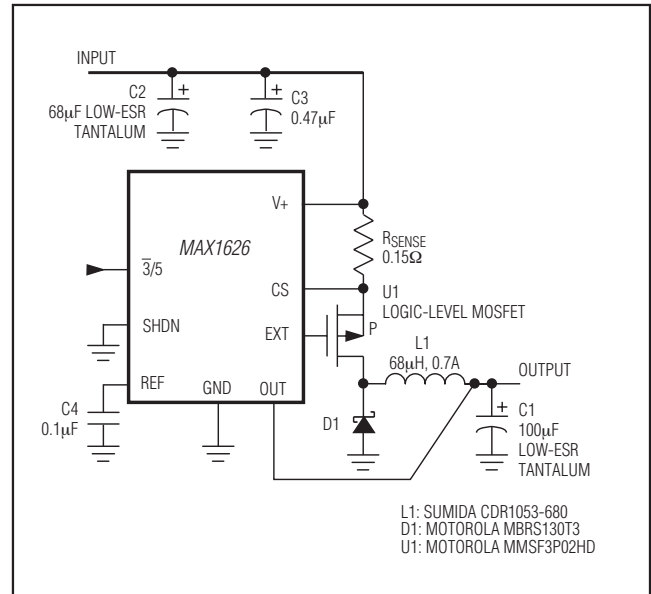 INPUT
C2
68µF LOW-ESR
TANTALUM
+
C3
0.47µF
+
MAX1626
V+
RSENSE
0.15Ω
3/5
CS
U1
LOGIC-LEVEL MOSFET
P
SHDN
EXT
L1
68µH, 0.7A
OUTPUT
REF
GND
OUT
C4
0.1µF
D1
+
C1
100µF
LOW-ESR
TANTALUM
L1: SUMIDA CDR1053-680
D1: MOTOROLA MBRS130T3
U1: MOTOROLA MMSF3P02HD